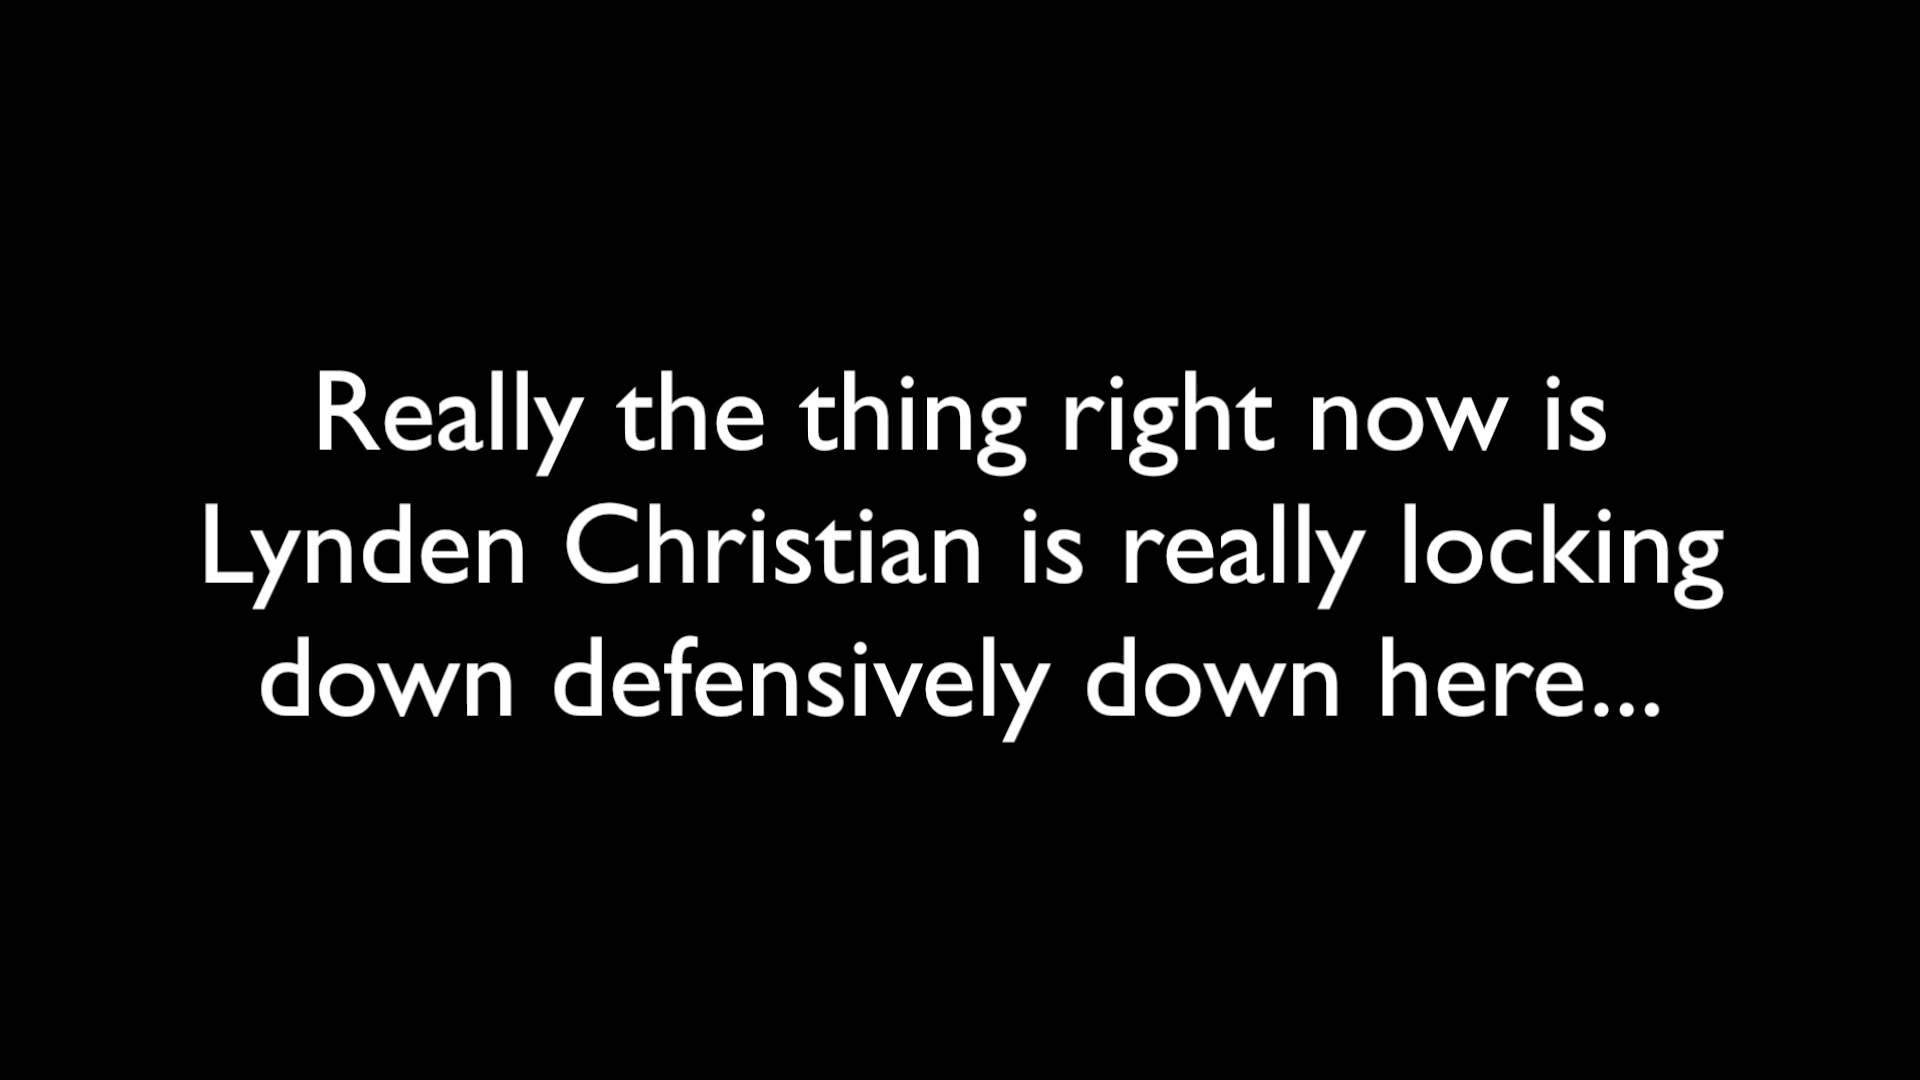 Really the thing right now is
Lynden Christian is really locking
down defensively down here...